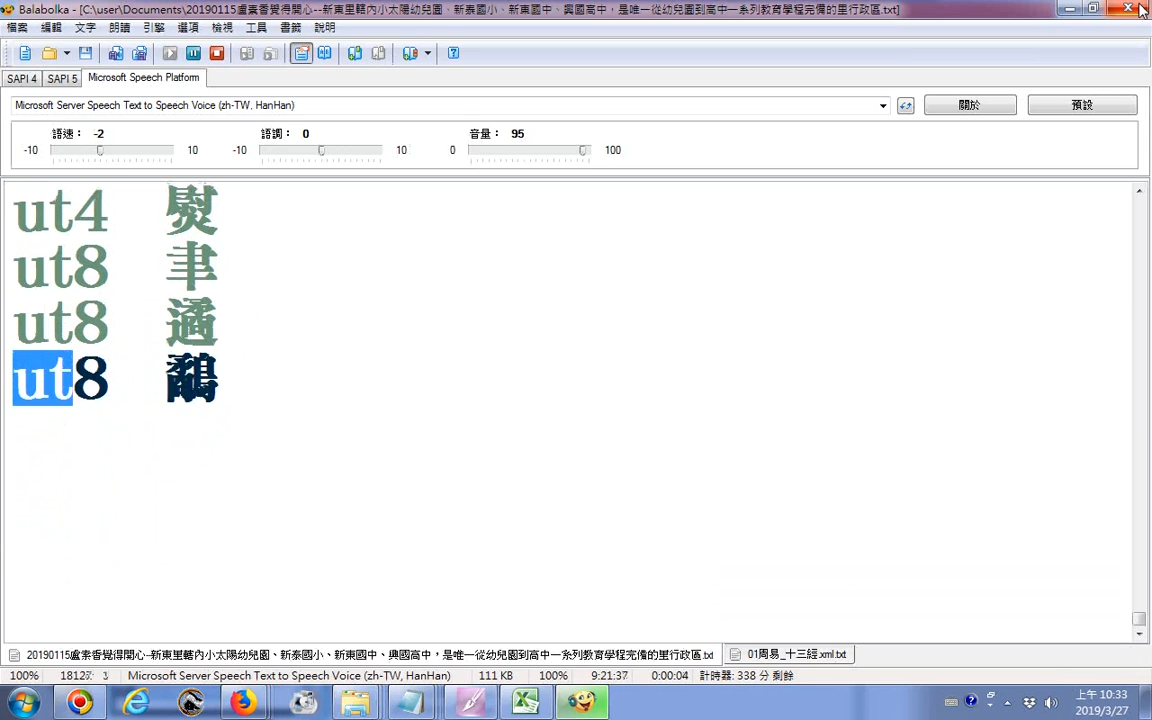 Balabolka - [C:\user\Documents\20190115盧素香覺得開心--新東里轄內小太陽幼兒園、新泰國小、新東國中、興國高中，是唯一從幼兒園到高中一系列教育學程完備的里行政區.txt]
檔案 編輯 文字 朗讀 引擎 選項 檢視 工具 書籤 說明
SAPI 4 SAPI 5 Microsoft Speech Platform
Microsoft Server Speech Text to Speech Voice (zh-TW, HanHan) 關於 預設
語速： -2 語調： 0 音量： 95
-10 10 -10 10 0 100
ut4 熨
ut8 聿
ut8 遹
ut8 鷸
20190115盧素香覺得開心--新東里轄內小太陽幼兒園、新泰國小、新東國中、興國高中，是唯一從幼兒園到高中一系列教育學程完備的里行政區.txt 01周易_十三經.xml.txt
100% Microsoft Server Speech Text to Speech Voice (zh-TW, HanHan) 111 KB 100% 9:21:37 0:00:04 計時器: 338 分 剩餘
上午 10:33
2019/3/27